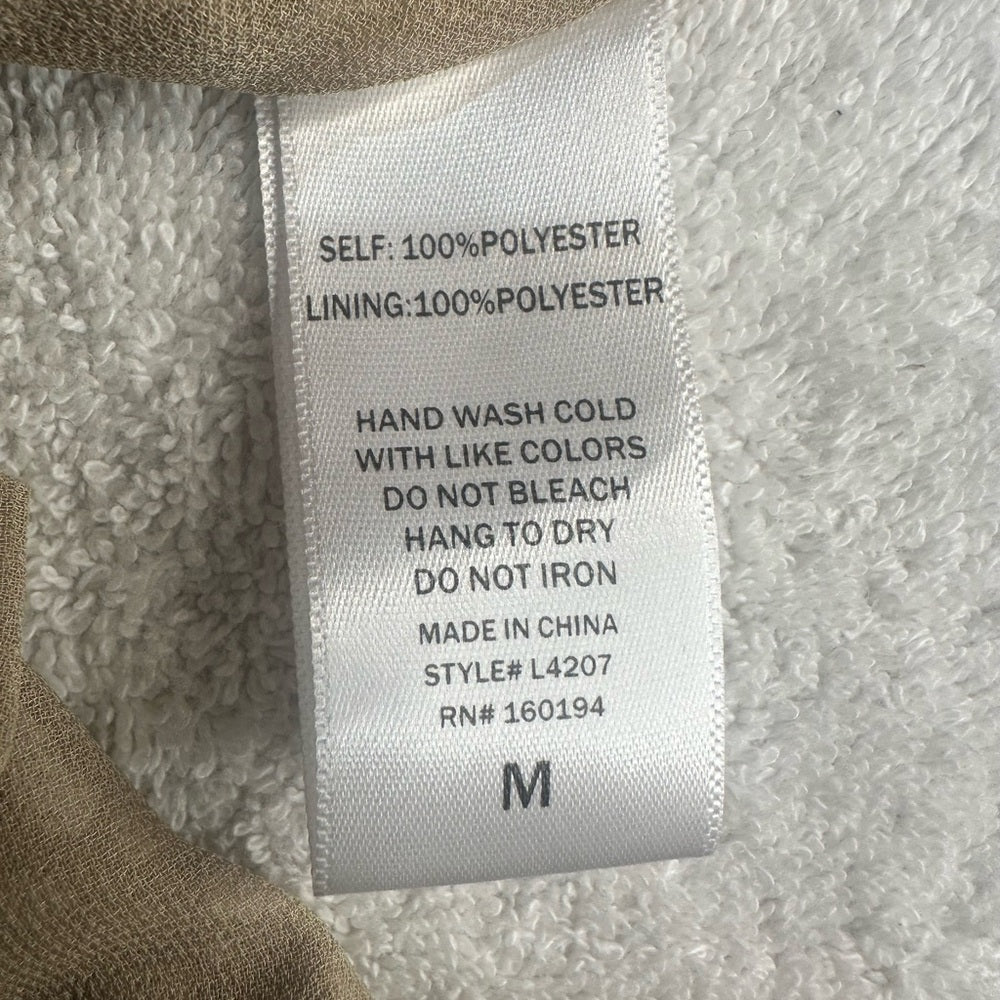 SELF: 100%POLYESTER
LINING:100%POLYESTER
HAND WASH COLD
WITH LIKE COLORS
DO NOT BLEACH
HANG TO DRY
DO NOT IRON
MADE IN CHINA
STYLE# L4207
RN# 160194
M